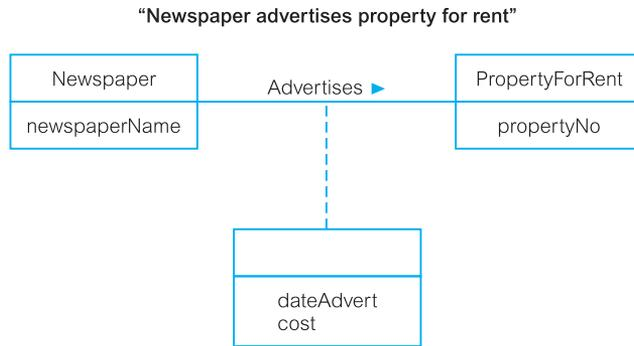 “Newspaper advertises property for rent”
Newspaper
Advertises ►
PropertyForRent
newspaperName
propertyNo
dateAdvert
cost